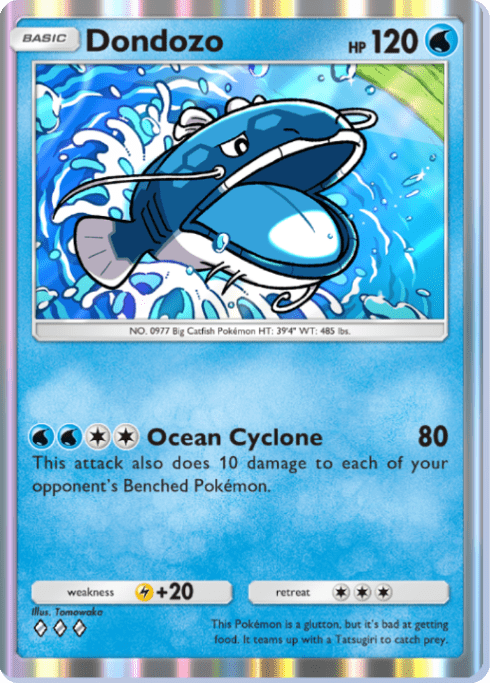 BASIC Dondozo HP 120
NO. 0977 Big Catfish Pokémon HT: 39'4" WT: 485 lbs.
Ocean Cyclone 80
This attack also does 10 damage to each of your
opponent's Benched Pokémon.
weakness +20 retreat
Illus. Tomowaka
This Pokémon is a glutton, but it's bad at getting
food. It teams up with a Tatsugiri to catch prey.